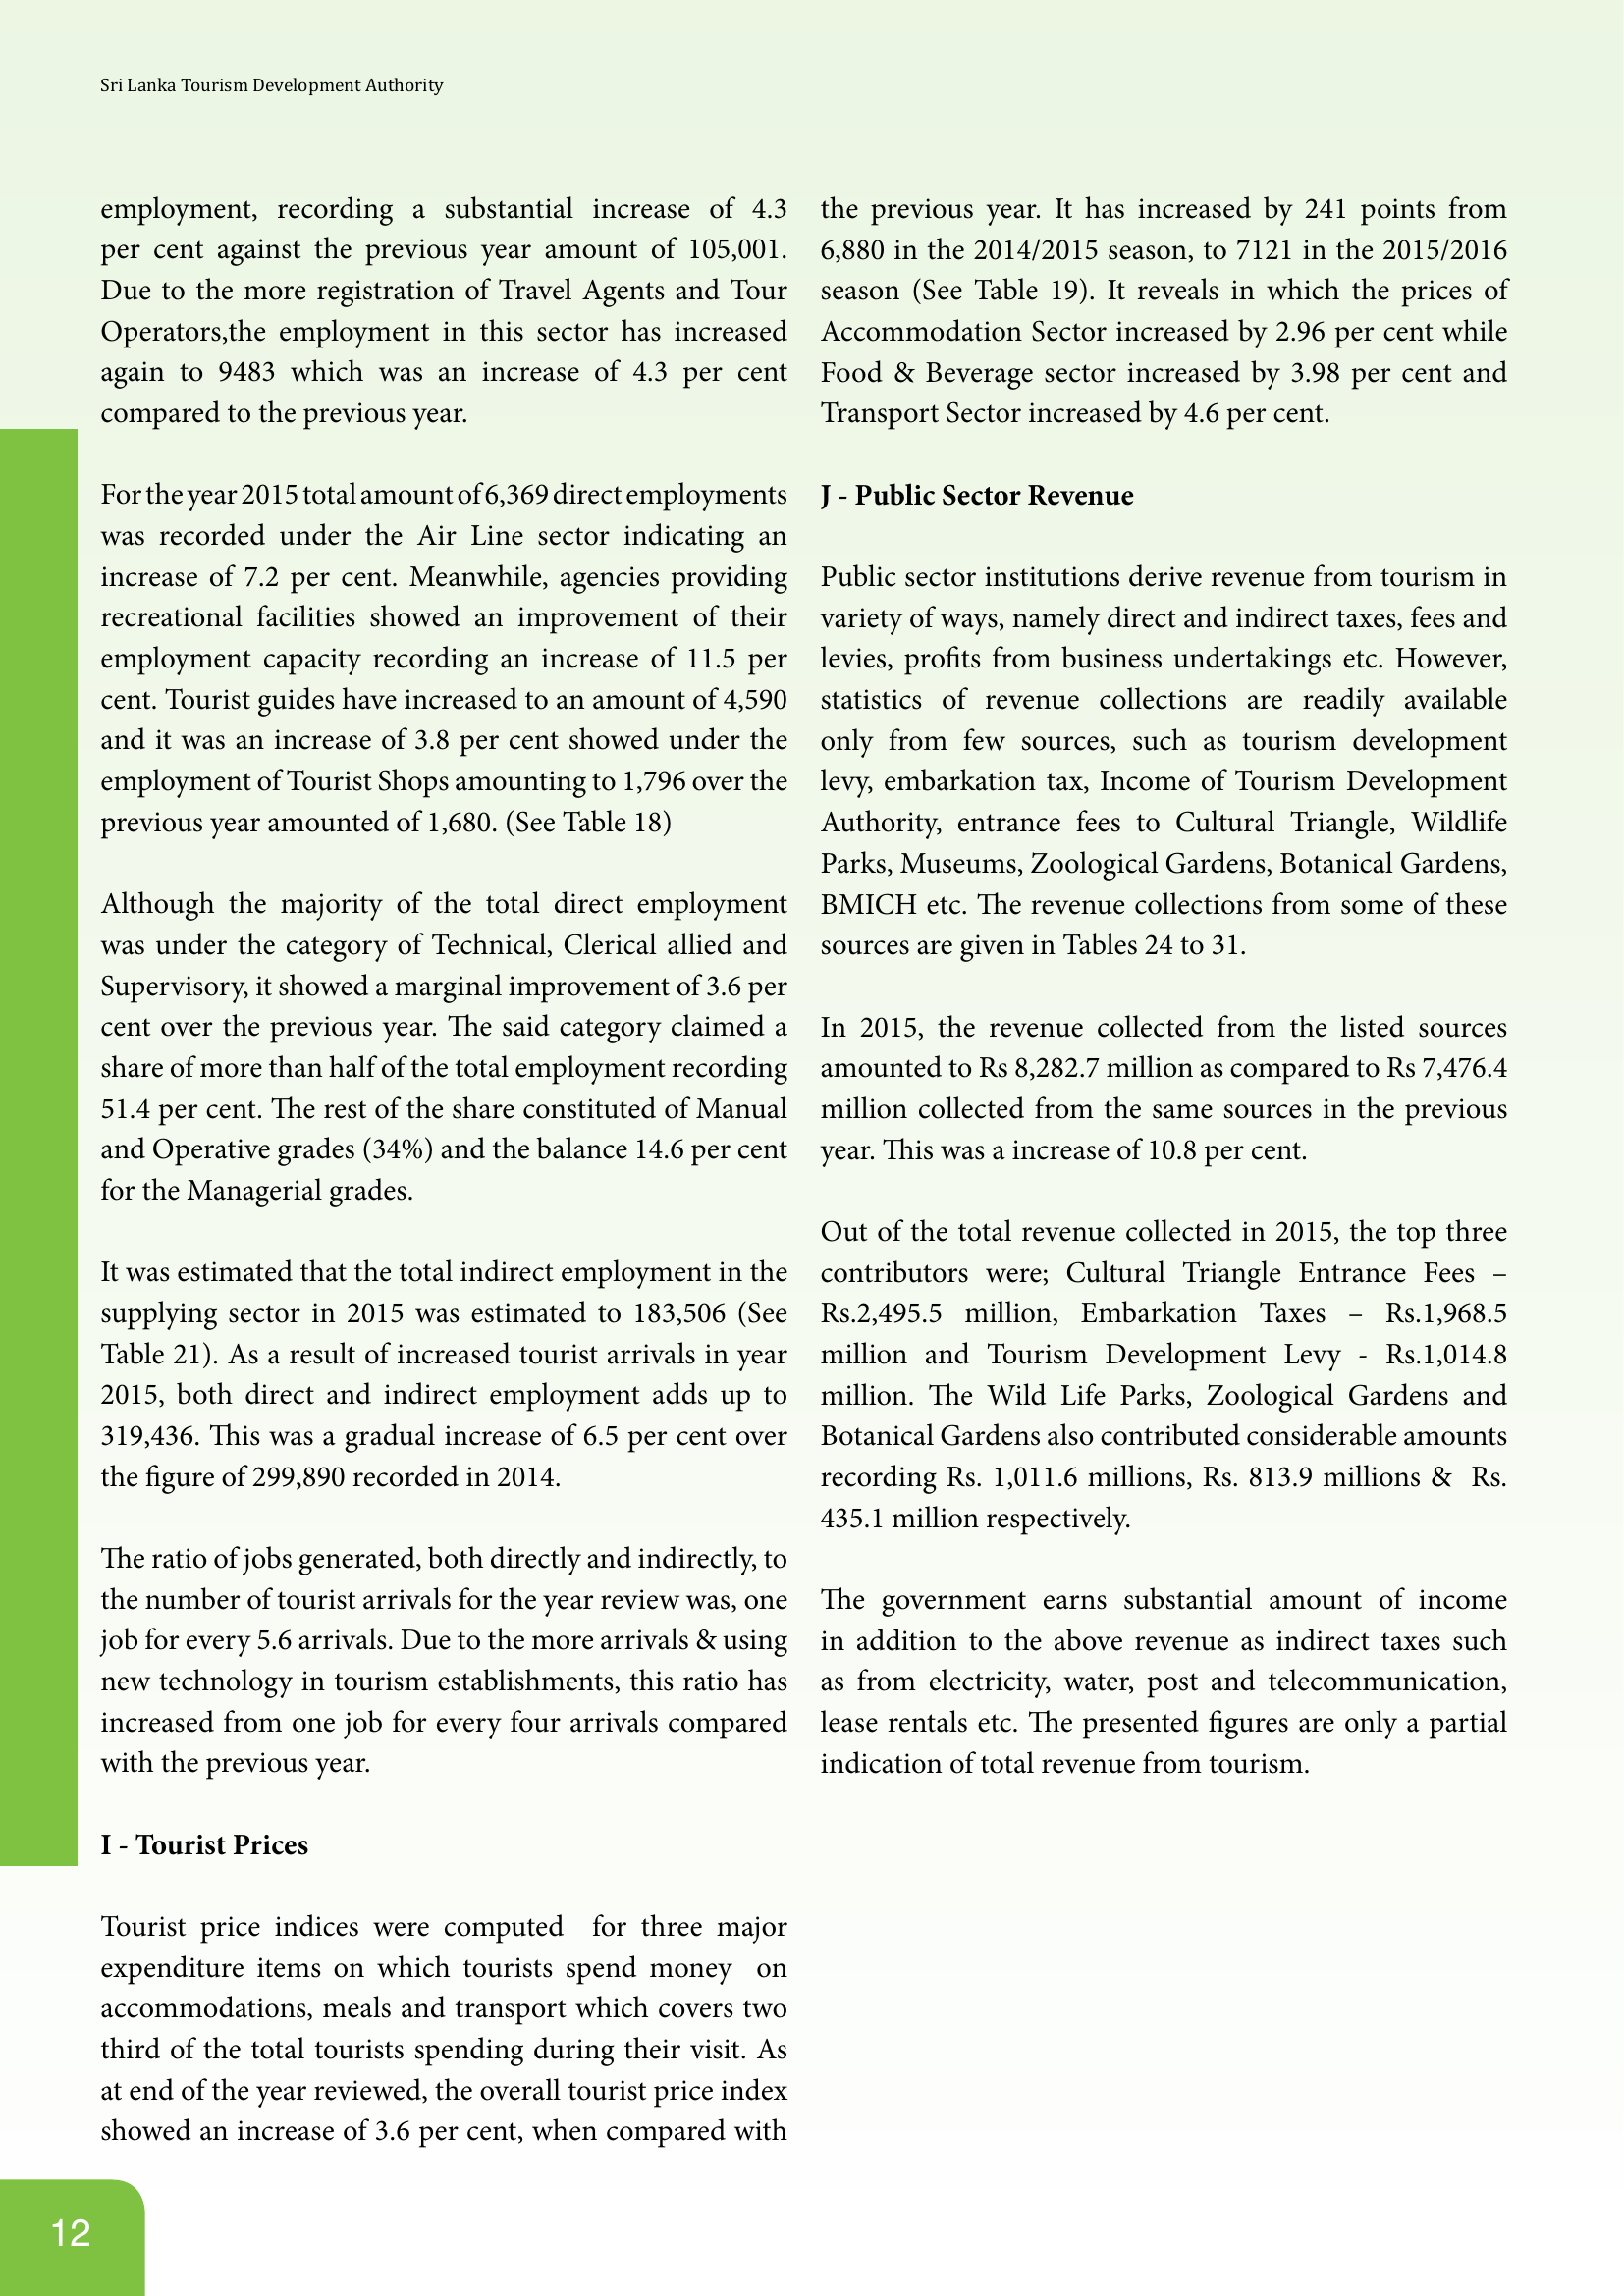 Sri Lanka Tourism Development Authority
employment, recording a substantial increase of 4.3
per cent against the previous year amount of 105,001.
Due to the more registration of Travel Agents and Tour
Operators,the employment in this sector has increased
again to 9483 which was an increase of 4.3 per cent
compared to the previous year.
For the year 2015 total amount of 6,369 direct employments
was recorded under the Air Line sector indicating an
increase of 7.2 per cent. Meanwhile, agencies providing
recreational facilities showed an improvement of their
employment capacity recording an increase of 11.5 per
cent. Tourist guides have increased to an amount of 4,590
and it was an increase of 3.8 per cent showed under the
employment of Tourist Shops amounting to 1,796 over the
previous year amounted of 1,680. (See Table 18)
Although the majority of the total direct employment
was under the category of Technical, Clerical allied and
Supervisory, it showed a marginal improvement of 3.6 per
cent over the previous year. The said category claimed a
share of more than half of the total employment recording
51.4 per cent. The rest of the share constituted of Manual
and Operative grades (34%) and the balance 14.6 per cent
for the Managerial grades.
It was estimated that the total indirect employment in the
supplying sector in 2015 was estimated to 183,506 (See
Table 21). As a result of increased tourist arrivals in year
2015, both direct and indirect employment adds up to
319,436. This was a gradual increase of 6.5 per cent over
the figure of 299,890 recorded in 2014.
The ratio of jobs generated, both directly and indirectly, to
the number of tourist arrivals for the year review was, one
job for every 5.6 arrivals. Due to the more arrivals & using
new technology in tourism establishments, this ratio has
increased from one job for every four arrivals compared
with the previous year.
I - Tourist Prices
Tourist price indices were computed for three major
expenditure items on which tourists spend money on
accommodations, meals and transport which covers two
third of the total tourists spending during their visit. As
at end of the year reviewed, the overall tourist price index
showed an increase of 3.6 per cent, when compared with
the previous year. It has increased by 241 points from
6,880 in the 2014/2015 season, to 7121 in the 2015/2016
season (See Table 19). It reveals in which the prices of
Accommodation Sector increased by 2.96 per cent while
Food & Beverage sector increased by 3.98 per cent and
Transport Sector increased by 4.6 per cent.
J - Public Sector Revenue
Public sector institutions derive revenue from tourism in
variety of ways, namely direct and indirect taxes, fees and
levies, profits from business undertakings etc. However,
statistics of revenue collections are readily available
only from few sources, such as tourism development
levy, embarkation tax, Income of Tourism Development
Authority, entrance fees to Cultural Triangle, Wildlife
Parks, Museums, Zoological Gardens, Botanical Gardens,
BMICH etc. The revenue collections from some of these
sources are given in Tables 24 to 31.
In 2015, the revenue collected from the listed sources
amounted to Rs 8,282.7 million as compared to Rs 7,476.4
million collected from the same sources in the previous
year. This was a increase of 10.8 per cent.
Out of the total revenue collected in 2015, the top three
contributors were; Cultural Triangle Entrance Fees –
Rs.2,495.5 million, Embarkation Taxes – Rs.1,968.5
million and Tourism Development Levy - Rs.1,014.8
million. The Wild Life Parks, Zoological Gardens and
Botanical Gardens also contributed considerable amounts
recording Rs. 1,011.6 millions, Rs. 813.9 millions & Rs.
435.1 million respectively.
The government earns substantial amount of income
in addition to the above revenue as indirect taxes such
as from electricity, water, post and telecommunication,
lease rentals etc. The presented figures are only a partial
indication of total revenue from tourism.
12